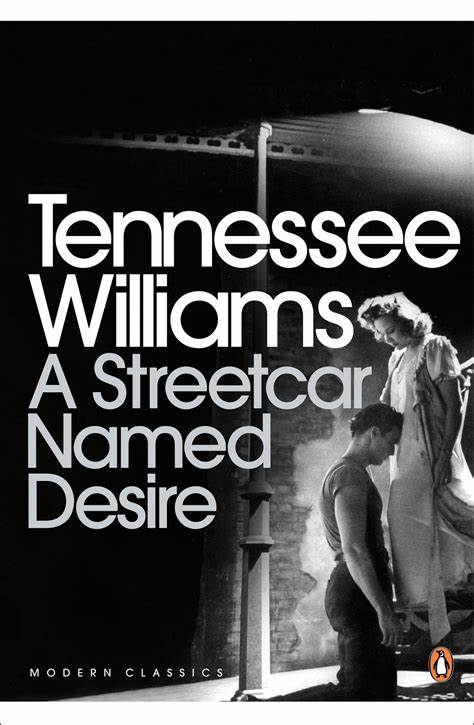 Tennessee
Williams
A Streetcar
Named
Desire
MODERN CLASSICS